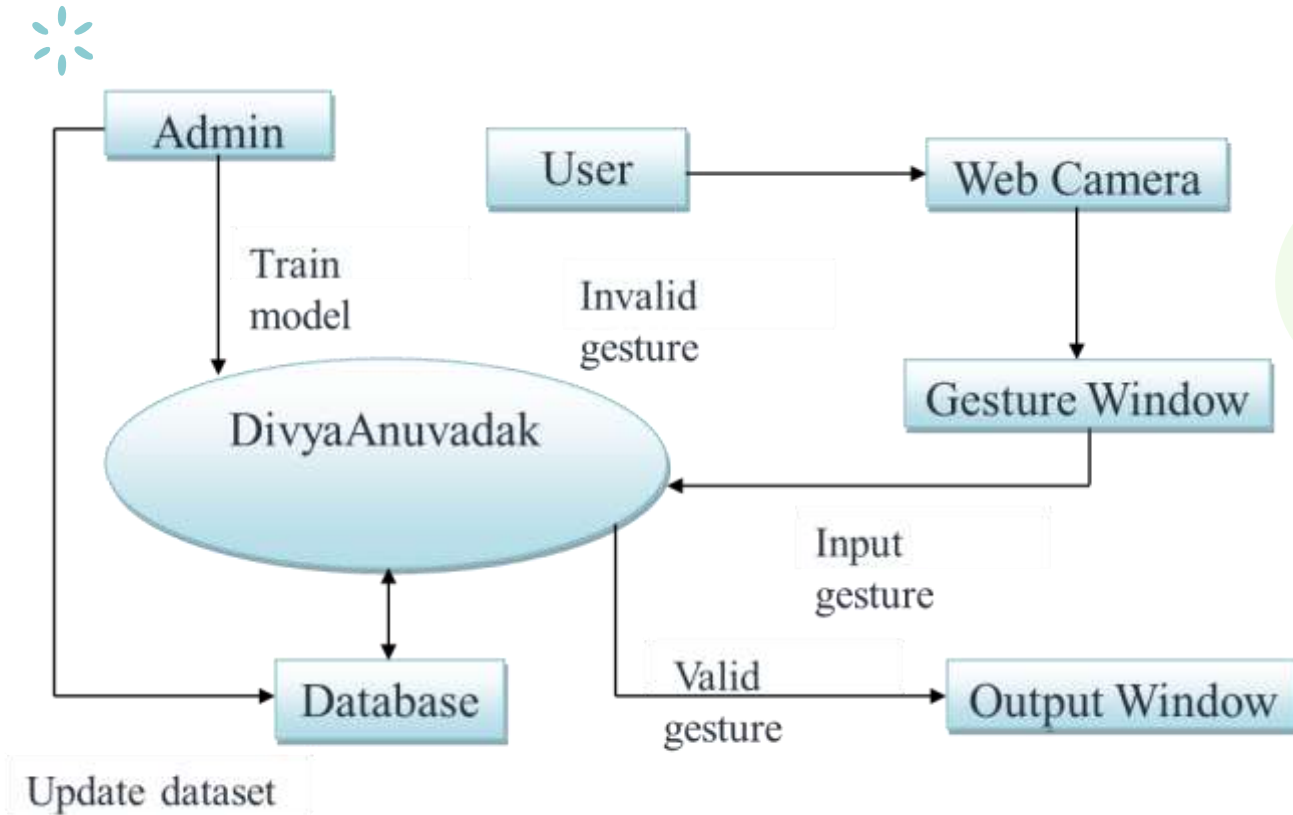 Admin
User
Web Camera
Train
model
Invalid
gesture
Gesture Window
DivyaAnuvadak
Input
gesture
Valid
gesture
Database
Output Window
Update dataset